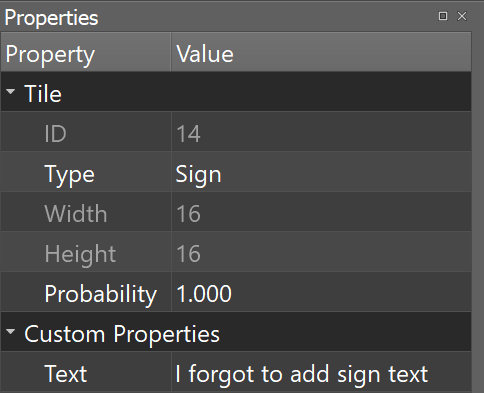 Properties
Property Value
Tile
ID 14
Type Sign
Width 16
Height 16
Probability 1.000
Custom Properties
Text I forgot to add sign text